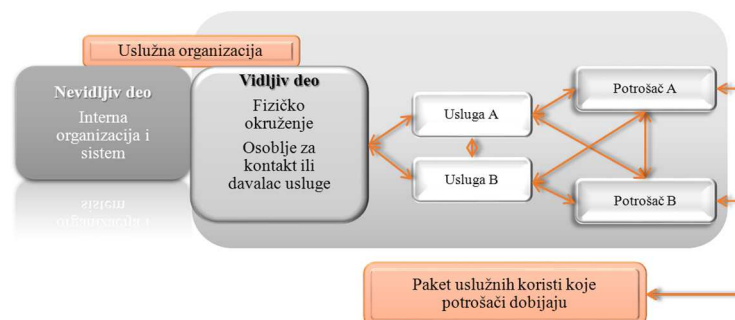 Uslužna organizacija
Nevidljiv deo
Interna
organizacija i
sistem
Vidljiv deo
Fizičko
okruženje
Osoblje za
kontakt ili
davalac usluge
Usluga A
Usluga B
Potrošač A
Potrošač B
Paket uslužnih koristi koje
potrošači dobijaju